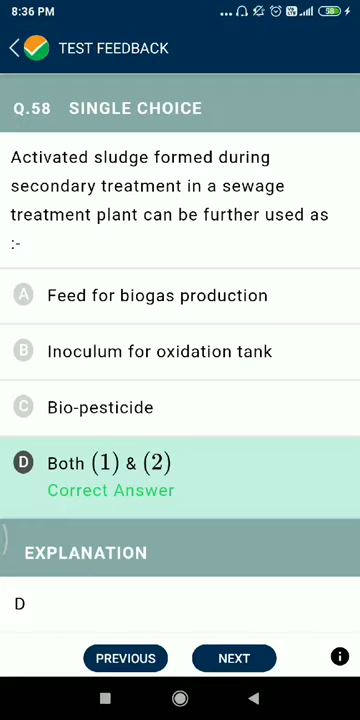 8:36 PM
58
TEST FEEDBACK
Q.58 SINGLE CHOICE
Activated sludge formed during
secondary treatment in a sewage
treatment plant can be further used as
:-
A Feed for biogas production
B Inoculum for oxidation tank
C Bio-pesticide
D Both (1) & (2)
Correct Answer
EXPLANATION
D
PREVIOUS NEXT